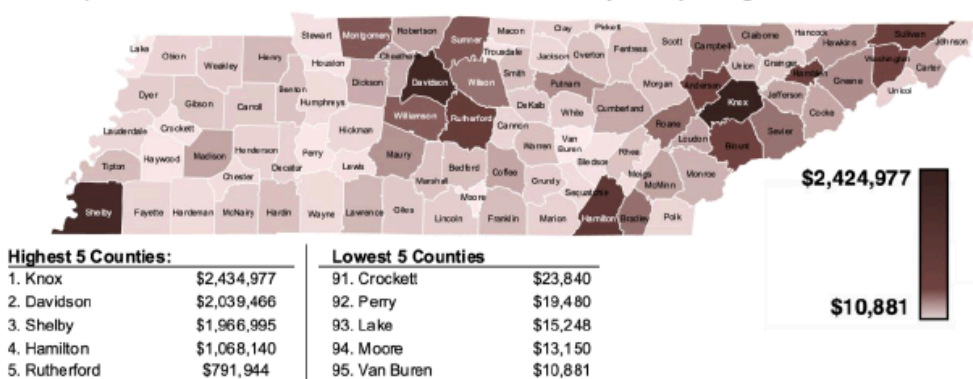 Lake
Obion
Weakley
Henry
Stewart
Montgomery
Robertson
Sumner
Macon
Clay
Pickett
Scott
Campbell
Claiborne
Hancock
Hawkins
Sullivan
Johnson
Houston
Cheatham
Trousdale
Jackson
Overton
Fentress
Union
Grainger
Hamblen
Washington
Carter
Dyer
Gibson
Carroll
Benton
Humphreys
Dickson
Davidson
Wilson
Smith
Putnam
Morgan
Anderson
Knox
Jefferson
Greene
Unicoi
Lauderdale
Crockett
Hickman
Williamson
Rutherford
Cannon
DeKalb
White
Cumberland
Roane
Loudon
Blount
Sevier
Cocke
Tipton
Haywood
Madison
Henderson
Chester
Decatur
Perry
Lewis
Maury
Marshall
Bedford
Coffee
Warren
Van
Buren
Bledsoe
Rhea
Meigs
McMinn
Monroe
Shelby
Fayette
Hardeman
McNairy
Hardin
Wayne
Lawrence
Giles
Lincoln
Moore
Franklin
Grundy
Marion
Sequatchie
Hamilton
Bradley
Polk
$2,424,977
$10,881
Highest 5 Counties:
1. Knox $2,434,977
2. Davidson $2,039,466
3. Shelby $1,966,995
4. Hamilton $1,068,140
5. Rutherford $791,944
Lowest 5 Counties
91. Crockett $23,840
92. Perry $19,480
93. Lake $15,248
94. Moore $13,150
95. Van Buren $10,881